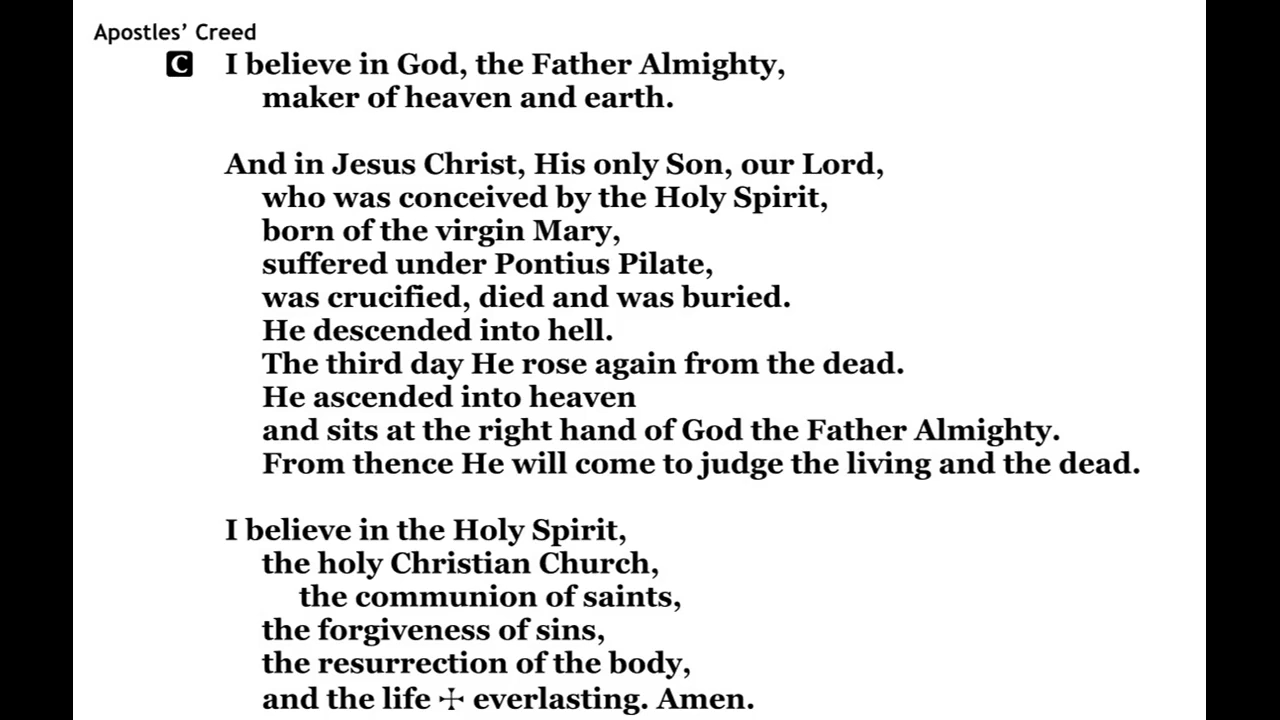 Apostles’ Creed
C I believe in God, the Father Almighty,
maker of heaven and earth.
And in Jesus Christ, His only Son, our Lord,
who was conceived by the Holy Spirit,
born of the virgin Mary,
suffered under Pontius Pilate,
was crucified, died and was buried.
He descended into hell.
The third day He rose again from the dead.
He ascended into heaven
and sits at the right hand of God the Father Almighty.
From thence He will come to judge the living and the dead.
I believe in the Holy Spirit,
the holy Christian Church,
the communion of saints,
the forgiveness of sins,
the resurrection of the body,
and the life ☩ everlasting. Amen.